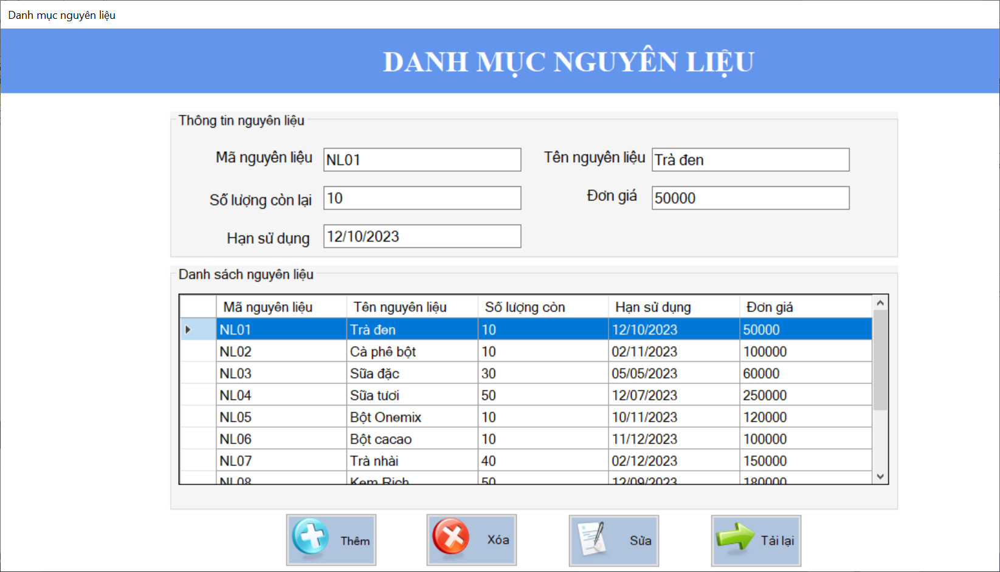 Danh mục nguyên liệu
DANH MỤC NGUYÊN LIỆU
Thông tin nguyên liệu
Mã nguyên liệu NL01 Tên nguyên liệu Trà đen
Số lượng còn lại 10 Đơn giá 50000
Hạn sử dụng 12/10/2023
Danh sách nguyên liệu
Mã nguyên liệu Tên nguyên liệu Số lượng còn Hạn sử dụng Đơn giá
NL01 Trà đen 10 12/10/2023 50000
NL02 Cà phê bột 10 02/11/2023 100000
NL03 Sữa đặc 30 05/05/2023 60000
NL04 Sữa tươi 50 12/07/2023 250000
NL05 Bột Onemix 10 10/11/2023 120000
NL06 Bột cacao 10 11/12/2023 100000
NL07 Trà nhài 40 02/12/2023 150000
NL08 Kem Rich 50 12/09/2023 180000
Thêm Xóa Sửa Tải lại